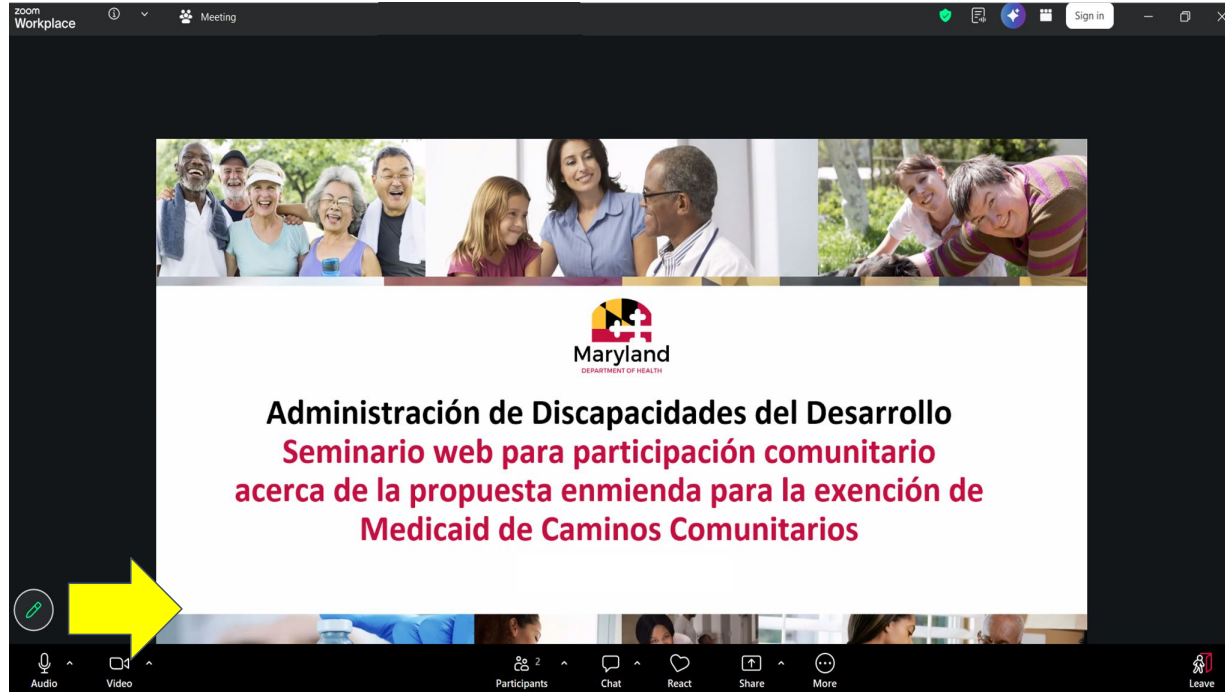 zoom
Workplace
Meeting
Sign in
Maryland
DEPARTMENT OF HEALTH
Administración de Discapacidades del Desarrollo
Seminario web para participación comunitario
acerca de la propuesta enmienda para la exención de
Medicaid de Caminos Comunitarios
Audio
Video
2
Participants
Chat
React
Share
More
Leave